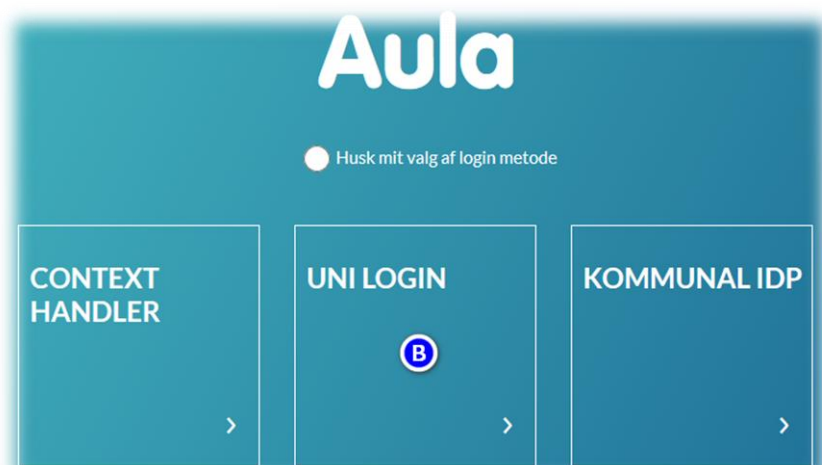 Aula
Husk mit valg af login metode
CONTEXT
HANDLER
UNI LOGIN
KOMMUNAL IDP
B